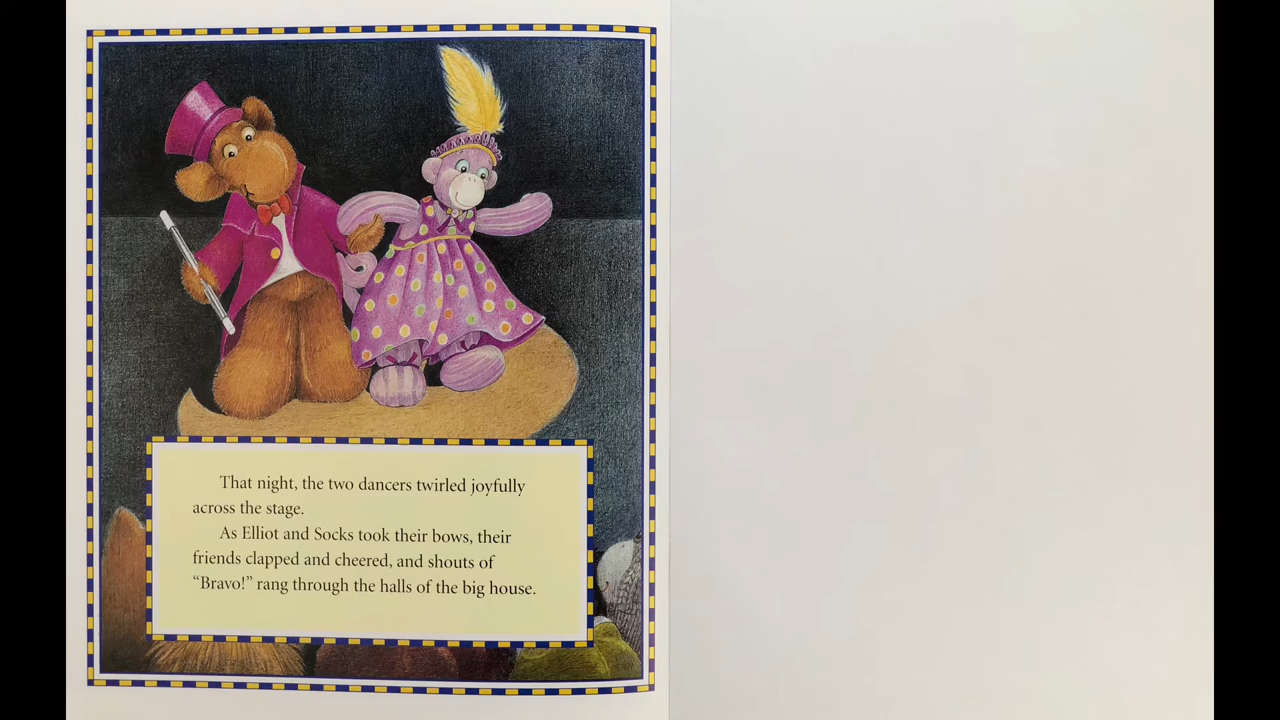 That night, the two dancers twirled joyfully
across the stage.
As Elliot and Socks took their bows, their
friends clapped and cheered, and shouts of
“Bravo!” rang through the halls of the big house.